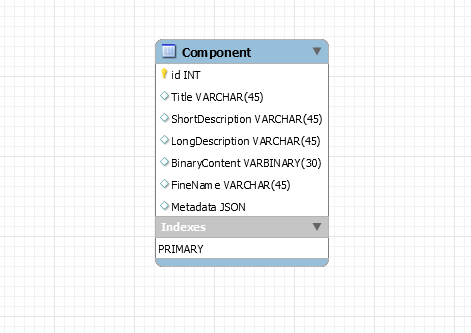 Component
id INT
Title VARCHAR(45)
ShortDescription VARCHAR(45)
LongDescription VARCHAR(45)
BinaryContent VARBINARY(30)
FineName VARCHAR(45)
Metadata JSON
Indexes
PRIMARY